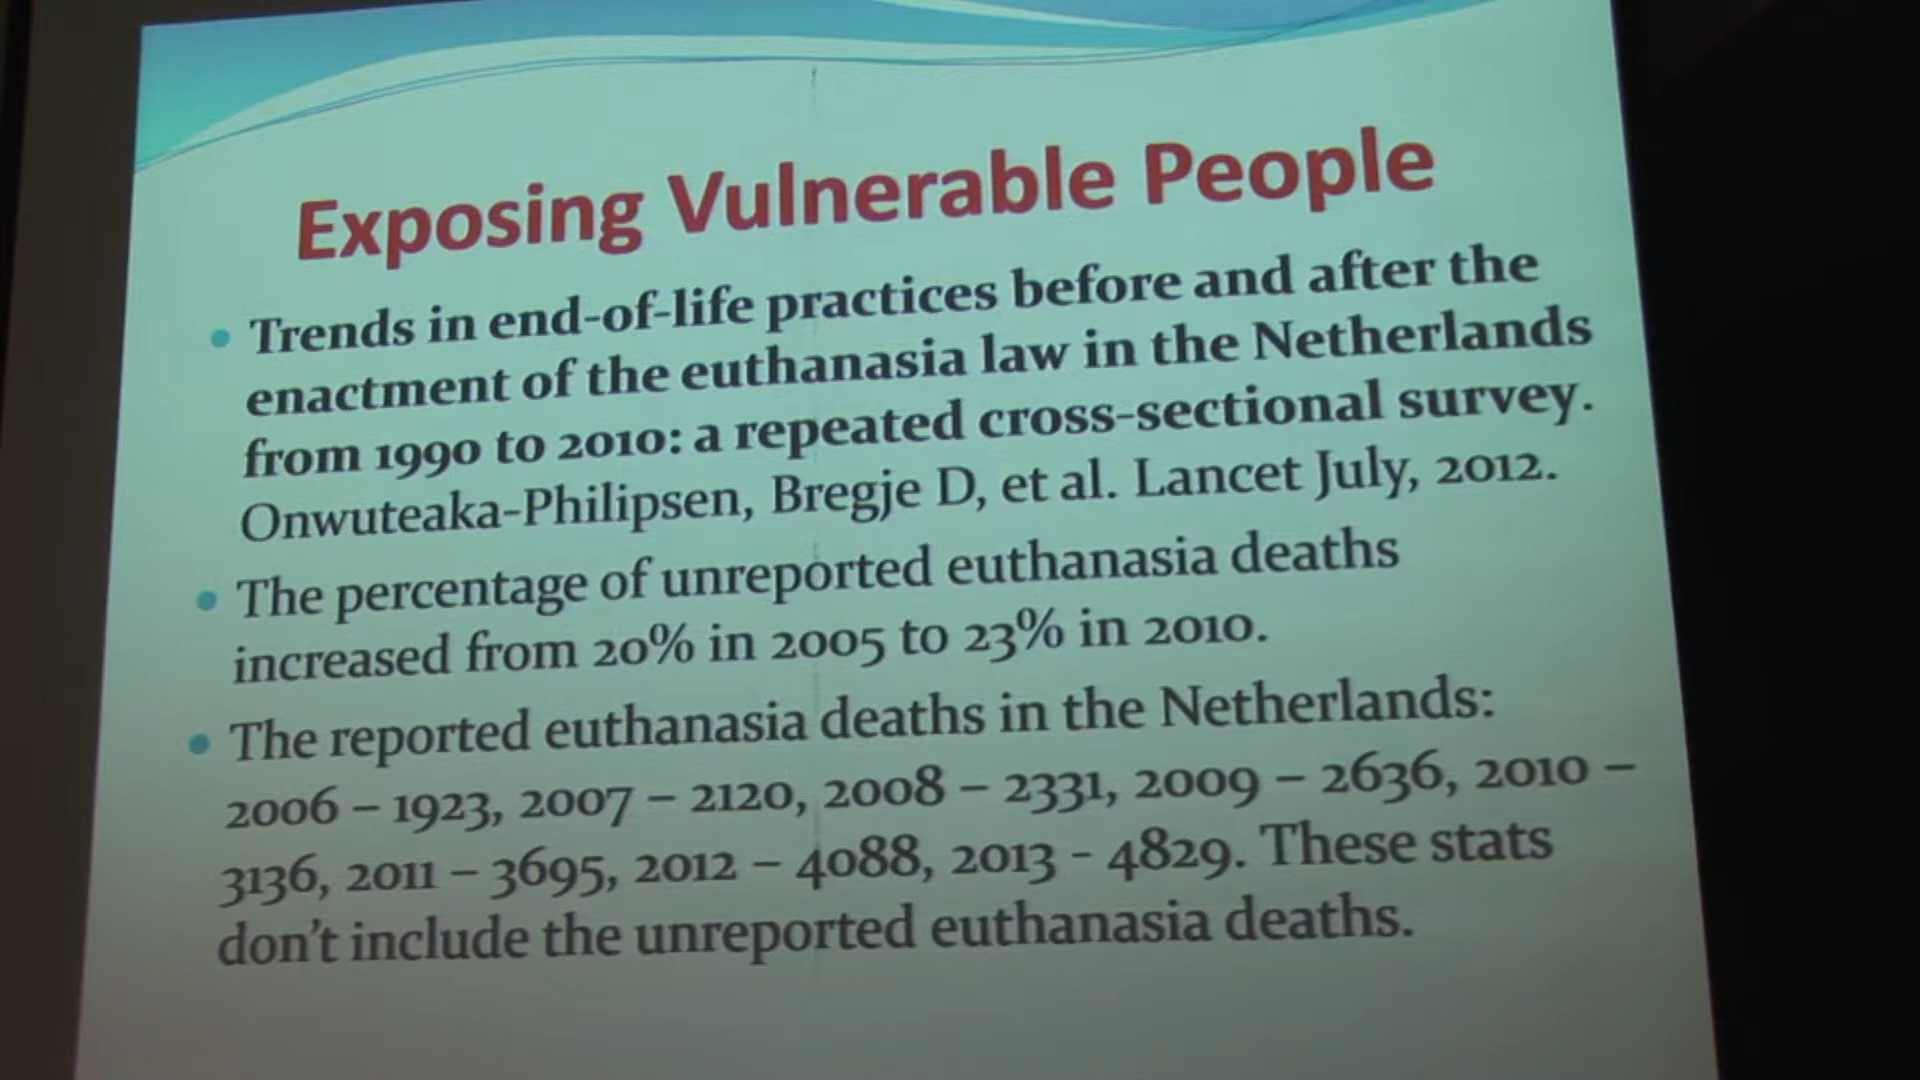 Exposing Vulnerable People
• Trends in end-of-life practices before and after the
enactment of the euthanasia law in the Netherlands
from 1990 to 2010: a repeated cross-sectional survey.
Onwuteaka-Philipsen, Bregje D, et al. Lancet July, 2012.
• The percentage of unreported euthanasia deaths
increased from 20% in 2005 to 23% in 2010.
• The reported euthanasia deaths in the Netherlands:
2006 – 1923, 2007 – 2120, 2008 – 2331, 2009 – 2636, 2010 –
3136, 2011 – 3695, 2012 – 4088, 2013 - 4829. These stats
don't include the unreported euthanasia deaths.